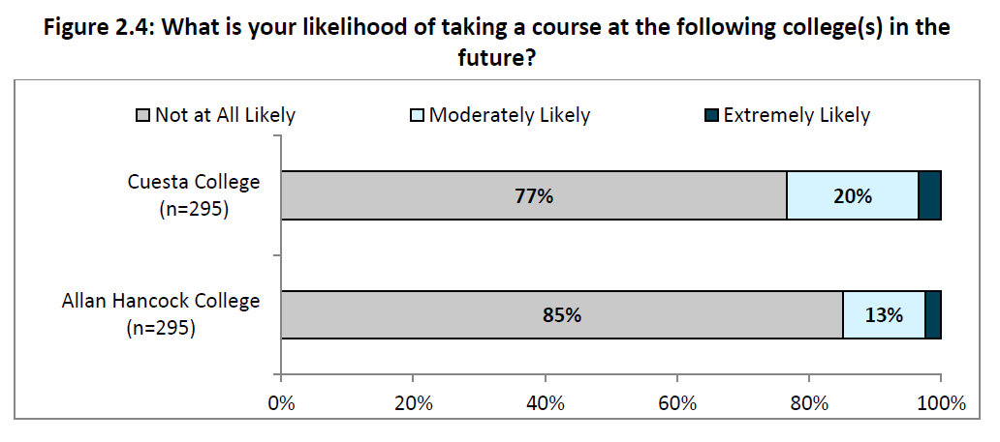 Figure 2.4: What is your likelihood of taking a course at the following college(s) in the
future?
Not at All Likely Moderately Likely Extremely Likely
Cuesta College
(n=295)
77% 20%
Allan Hancock College
(n=295)
85% 13%
0% 20% 40% 60% 80% 100%